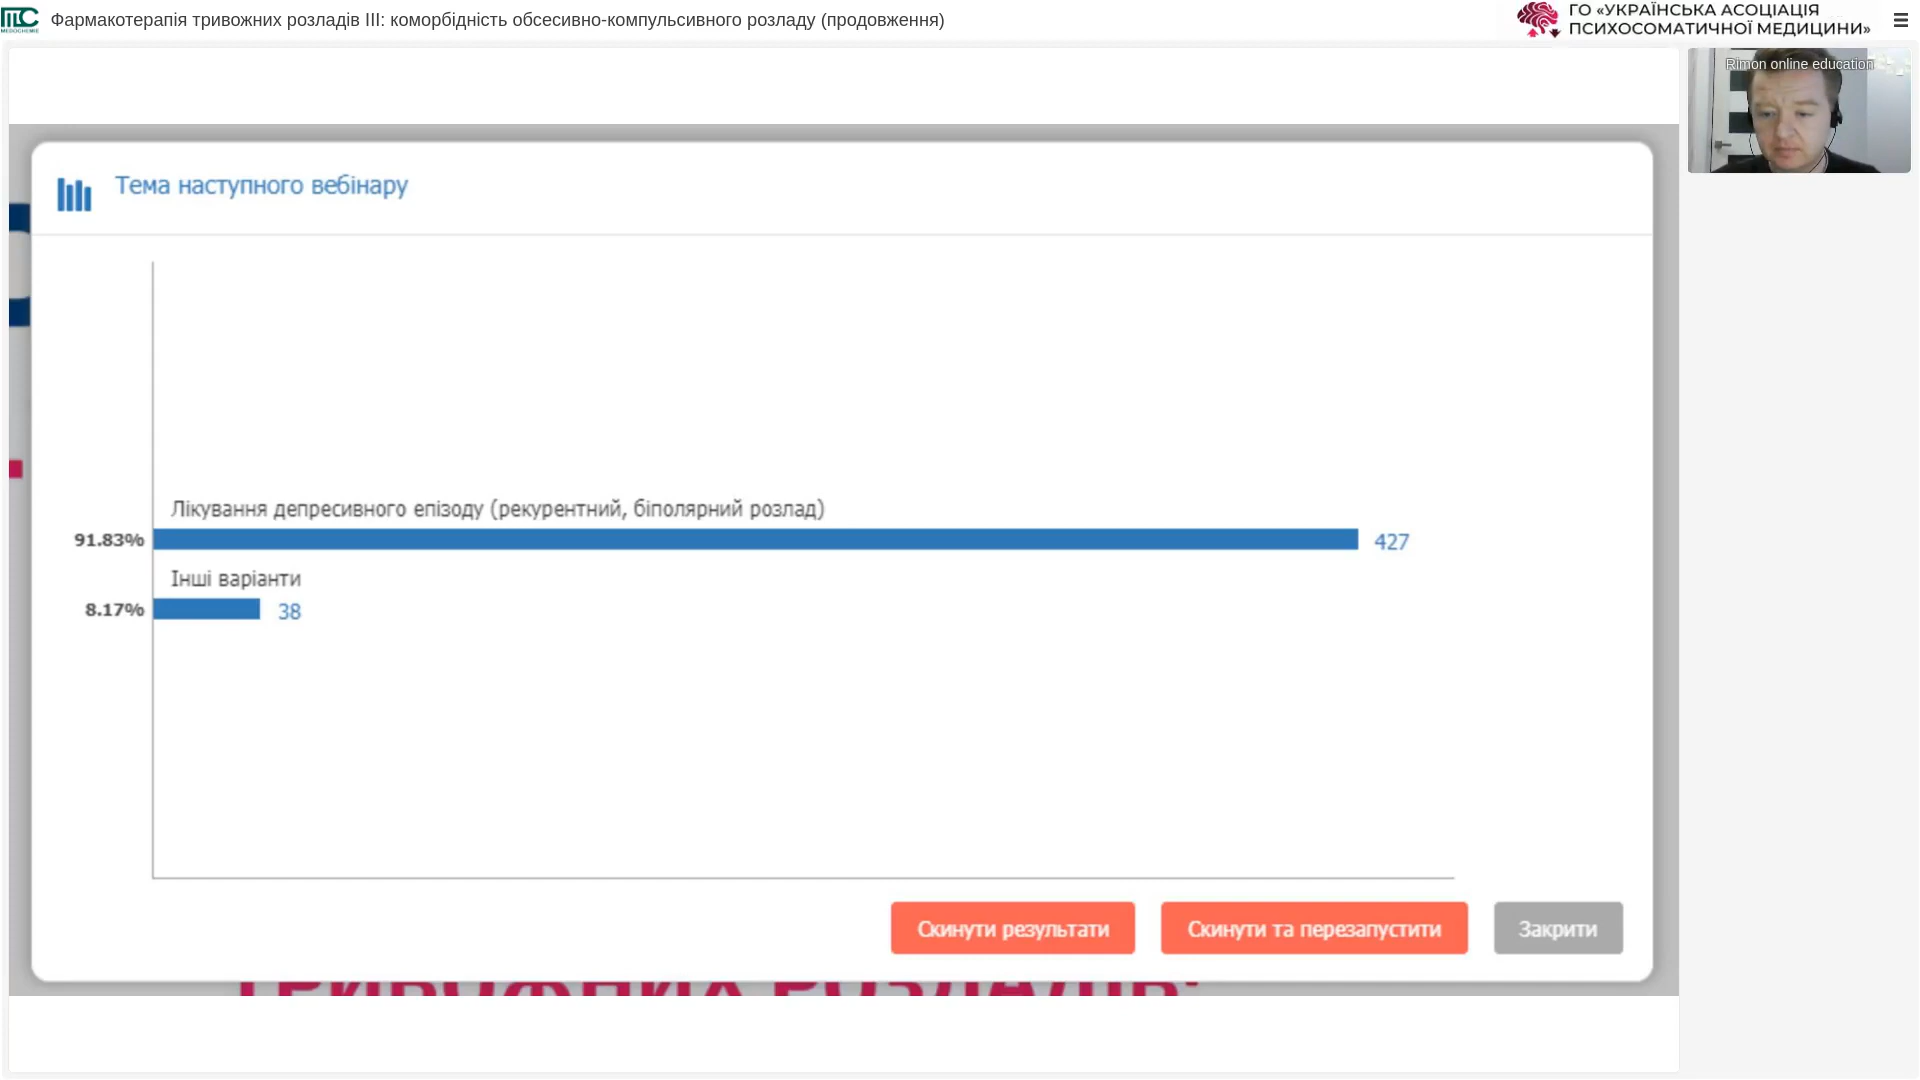 MEDOCHEMIE
Фармакотерапія тривожних розладів III: коморбідність обсесивно-компульсивного розладу (продовження)
ГО «УКРАЇНСЬКА АСОЦІАЦІЯ
ПСИХОСОМАТИЧНОЇ МЕДИЦИНИ»
Rimon online education
Тема наступного вебінару
Лікування депресивного епізоду (рекурентний, біполярний розлад)
91.83% 427
Інші варіанти
8.17% 38
Скинути результати Скинути та перезапустити Закрити
ТРИВОЖНИХ РОЗЛАДІВ: